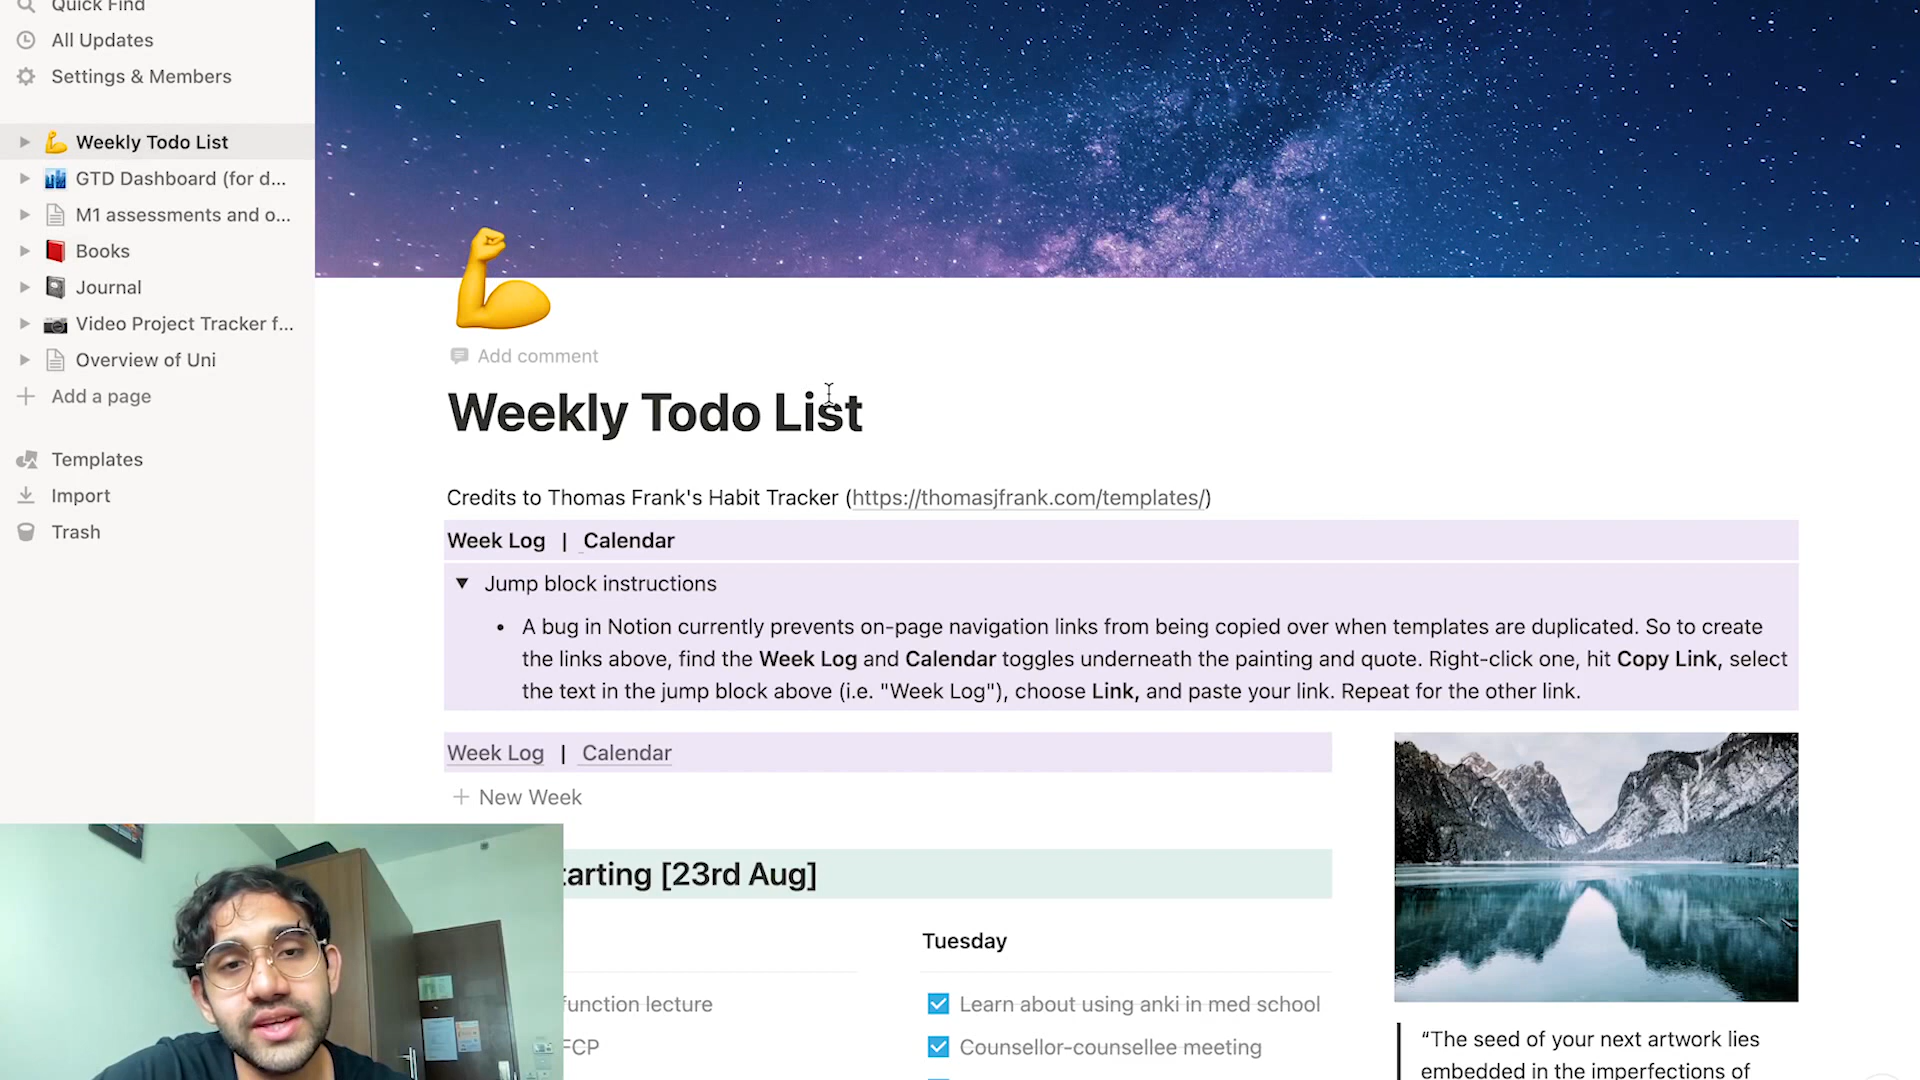 Quick Find
All Updates
Settings & Members
Weekly Todo List
GTD Dashboard (for d...
M1 assessments and o...
Books
Journal
Video Project Tracker f...
Overview of Uni
Add a page
Templates
Import
Trash
Add comment
Weekly Todo List
Credits to Thomas Frank's Habit Tracker (https://thomasjfrank.com/templates/)
Week Log | Calendar
Jump block instructions
A bug in Notion currently prevents on-page navigation links from being copied over when templates are duplicated. So to create
the links above, find the Week Log and Calendar toggles underneath the painting and quote. Right-click one, hit Copy Link, select
the text in the jump block above (i.e. "Week Log"), choose Link, and paste your link. Repeat for the other link.
Week Log | Calendar
New Week
arting [23rd Aug]
Tuesday
function lecture
Learn about using anki in med school
FCP
Counsellor-counsellee meeting
“The seed of your next artwork lies
embedded in the imperfections of